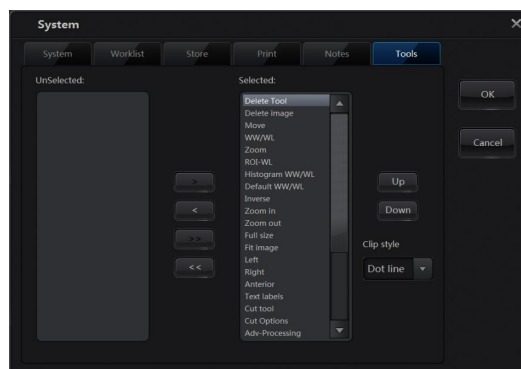 System
System Worklist Store Print Notes Tools
UnSelected:
Selected:
Delete Tool
Delete image
Move
WW/WL
Zoom
ROI-WL
Histogram WW/WL
Default WW/WL
Inverse
Zoom in
Zoom out
Full size
Fit image
Left
Right
Anterior
Text labels
Cut tool
Cut Options
Adv-Processing
>
<
>>
<<
Up
Down
Clip style
Dot line
OK
Cancel